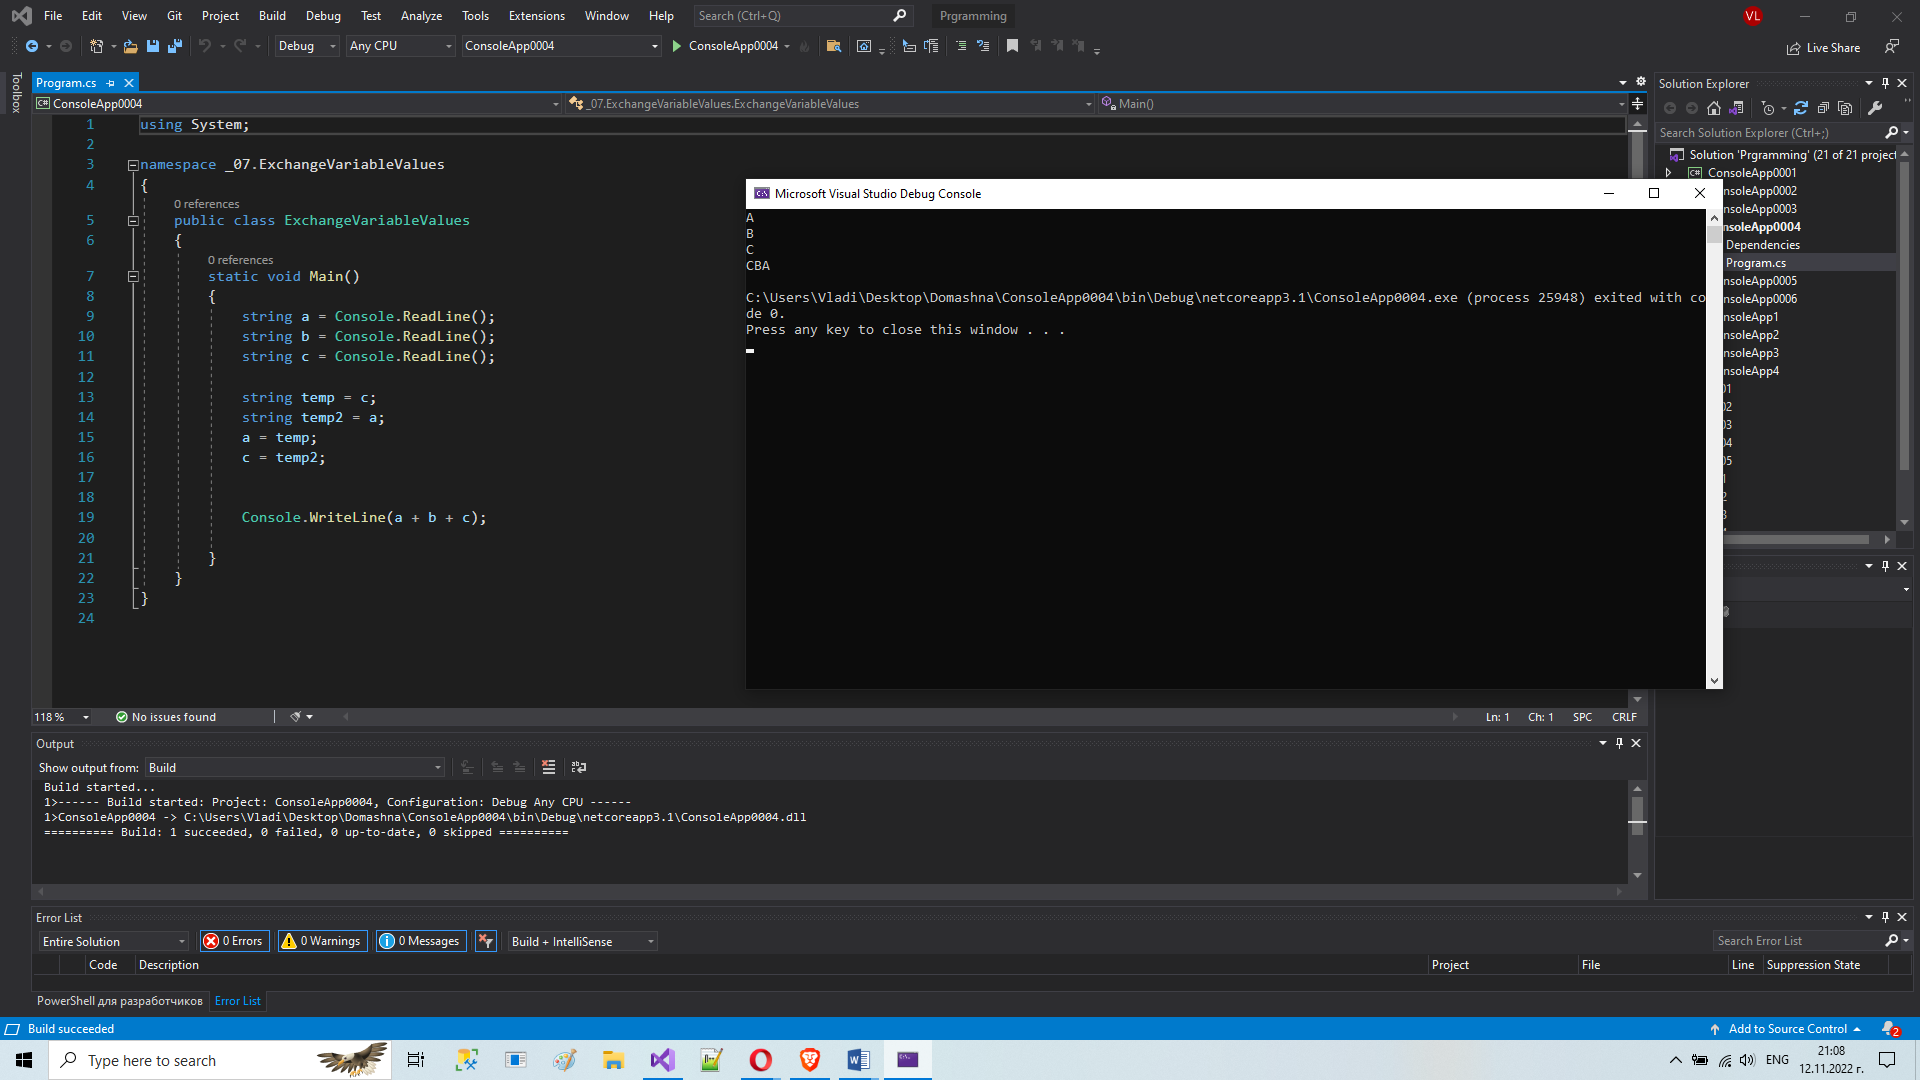 File Edit View Git Project Build Debug Test Analyze Tools Extensions Window Help Search (Ctrl+Q) Prgramming VL
Debug Any CPU ConsoleApp0004 ConsoleApp0004 Live Share
Toolbox
Program.cs
ConsoleApp0004 _07.ExchangeVariableValues.ExchangeVariableValues Main()
1 using System;
2
3 namespace _07.ExchangeVariableValues
4 {
0 references
5 public class ExchangeVariableValues
6 {
0 references
7 static void Main()
8 {
9 string a = Console.ReadLine();
10 string b = Console.ReadLine();
11 string c = Console.ReadLine();
12
13 string temp = c;
14 string temp2 = a;
15 a = temp;
16 c = temp2;
17
18
19 Console.WriteLine(a + b + c);
20
21 }
22 }
23 }
24
118 % No issues found Ln: 1 Ch: 1 SPC CRLF
Microsoft Visual Studio Debug Console
A
B
C
CBA
C:\Users\Vladi\Desktop\Domashna\ConsoleApp0004\bin\Debug\netcoreapp3.1\ConsoleApp0004.exe (process 25948) exited with co
de 0.
Press any key to close this window . . .
Solution Explorer
Search Solution Explorer (Ctrl+;)
Solution 'Prgramming' (21 of 21 project
ConsoleApp0001
nsoleApp0002
nsoleApp0003
nsoleApp0004
Dependencies
Program.cs
nsoleApp0005
nsoleApp0006
nsoleApp1
nsoleApp2
nsoleApp3
nsoleApp4
Output
Show output from: Build
Build started...
1>------ Build started: Project: ConsoleApp0004, Configuration: Debug Any CPU ------
1>ConsoleApp0004 -> C:\Users\Vladi\Desktop\Domashna\ConsoleApp0004\bin\Debug\netcoreapp3.1\ConsoleApp0004.dll
========== Build: 1 succeeded, 0 failed, 0 up-to-date, 0 skipped ==========
Error List
Entire Solution 0 Errors 0 Warnings 0 Messages Build + IntelliSense Search Error List
Code Description Project File Line Suppression State
PowerShell для разработчиков Error List
Build succeeded Add to Source Control 2
Type here to search ENG 21:08
12.11.2022 г.